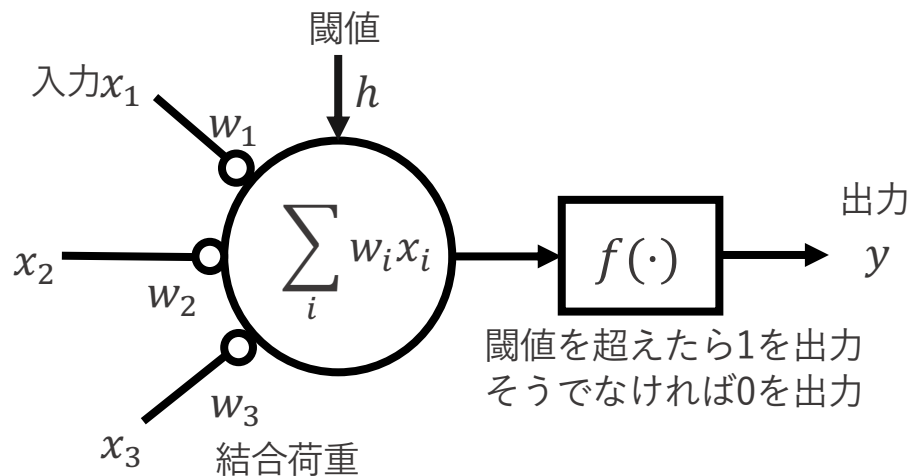 閾値
h
入力x₁
w₁
x₂
w₂
∑ᵢ wᵢxᵢ
f(·)
出力
y
閾値を超えたら1を出力
そうでなければ0を出力
w₃
x₃
結合荷重